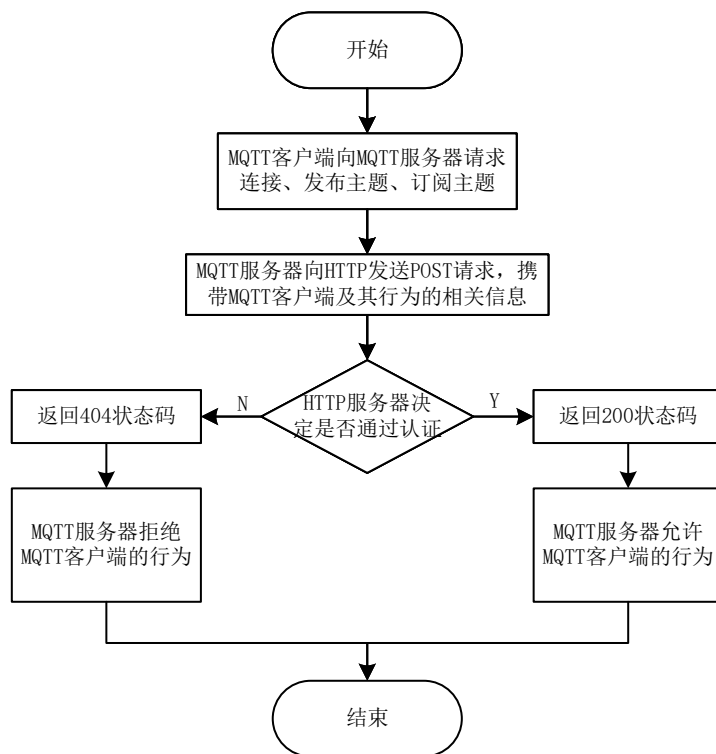 开始
MQTT客户端向MQTT服务器请求
连接、发布主题、订阅主题
MQTT服务器向HTTP发送POST请求，携
带MQTT客户端及其行为的相关信息
HTTP服务器决
定是否通过认证
N
Y
返回404状态码
返回200状态码
MQTT服务器拒绝
MQTT客户端的行为
MQTT服务器允许
MQTT客户端的行为
结束